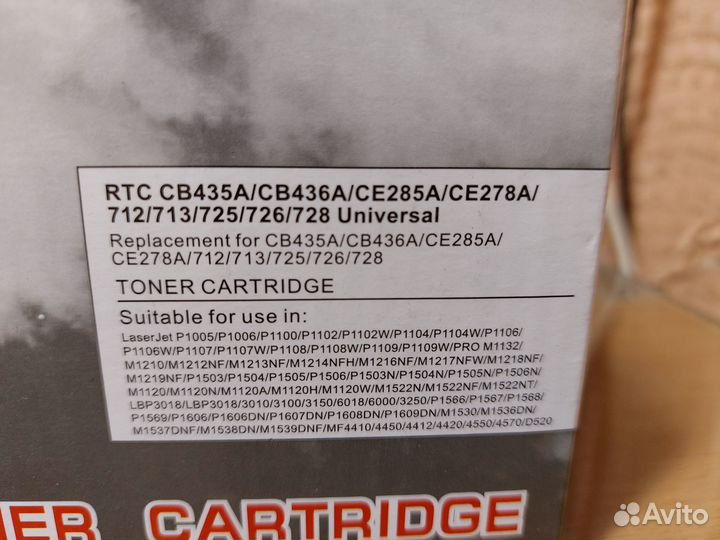 RTC CB435A/CB436A/CE285A/CE278A/
712/713/725/726/728 Universal
Replacement for CB435A/CB436A/CE285A/
CE278A/712/713/725/726/728
TONER CARTRIDGE
Suitable for use in:
LaserJet P1005/P1006/P1100/P1102/P1102W/P1104/P1104W/P1106/
P1106W/P1107/P1107W/P1108/P1108W/P1109/P1109W/PRO M1132/
M1210/M1212NF/M1213NF/M1214NFH/M1216NF/M1217NFW/M1218NF/
M1219NF/P1503/P1504/P1505/P1506/P1503N/P1504N/P1505N/P1506N/
M1120/M1120N/M1120A/M1120H/M1120W/M1522N/M1522NF/M1522NT/
LBP3018/LBP3018/3010/3100/3150/6018/6000/3250/P1566/P1567/P1568/
P1569/P1606/P1606DN/P1607DN/P1608DN/P1609DN/M1530/M1536DN/
M1537DNF/M1538DN/M1539DNF/MF4410/4450/4412/4420/4550/4570/D520
NER CARTRIDGE
Avito